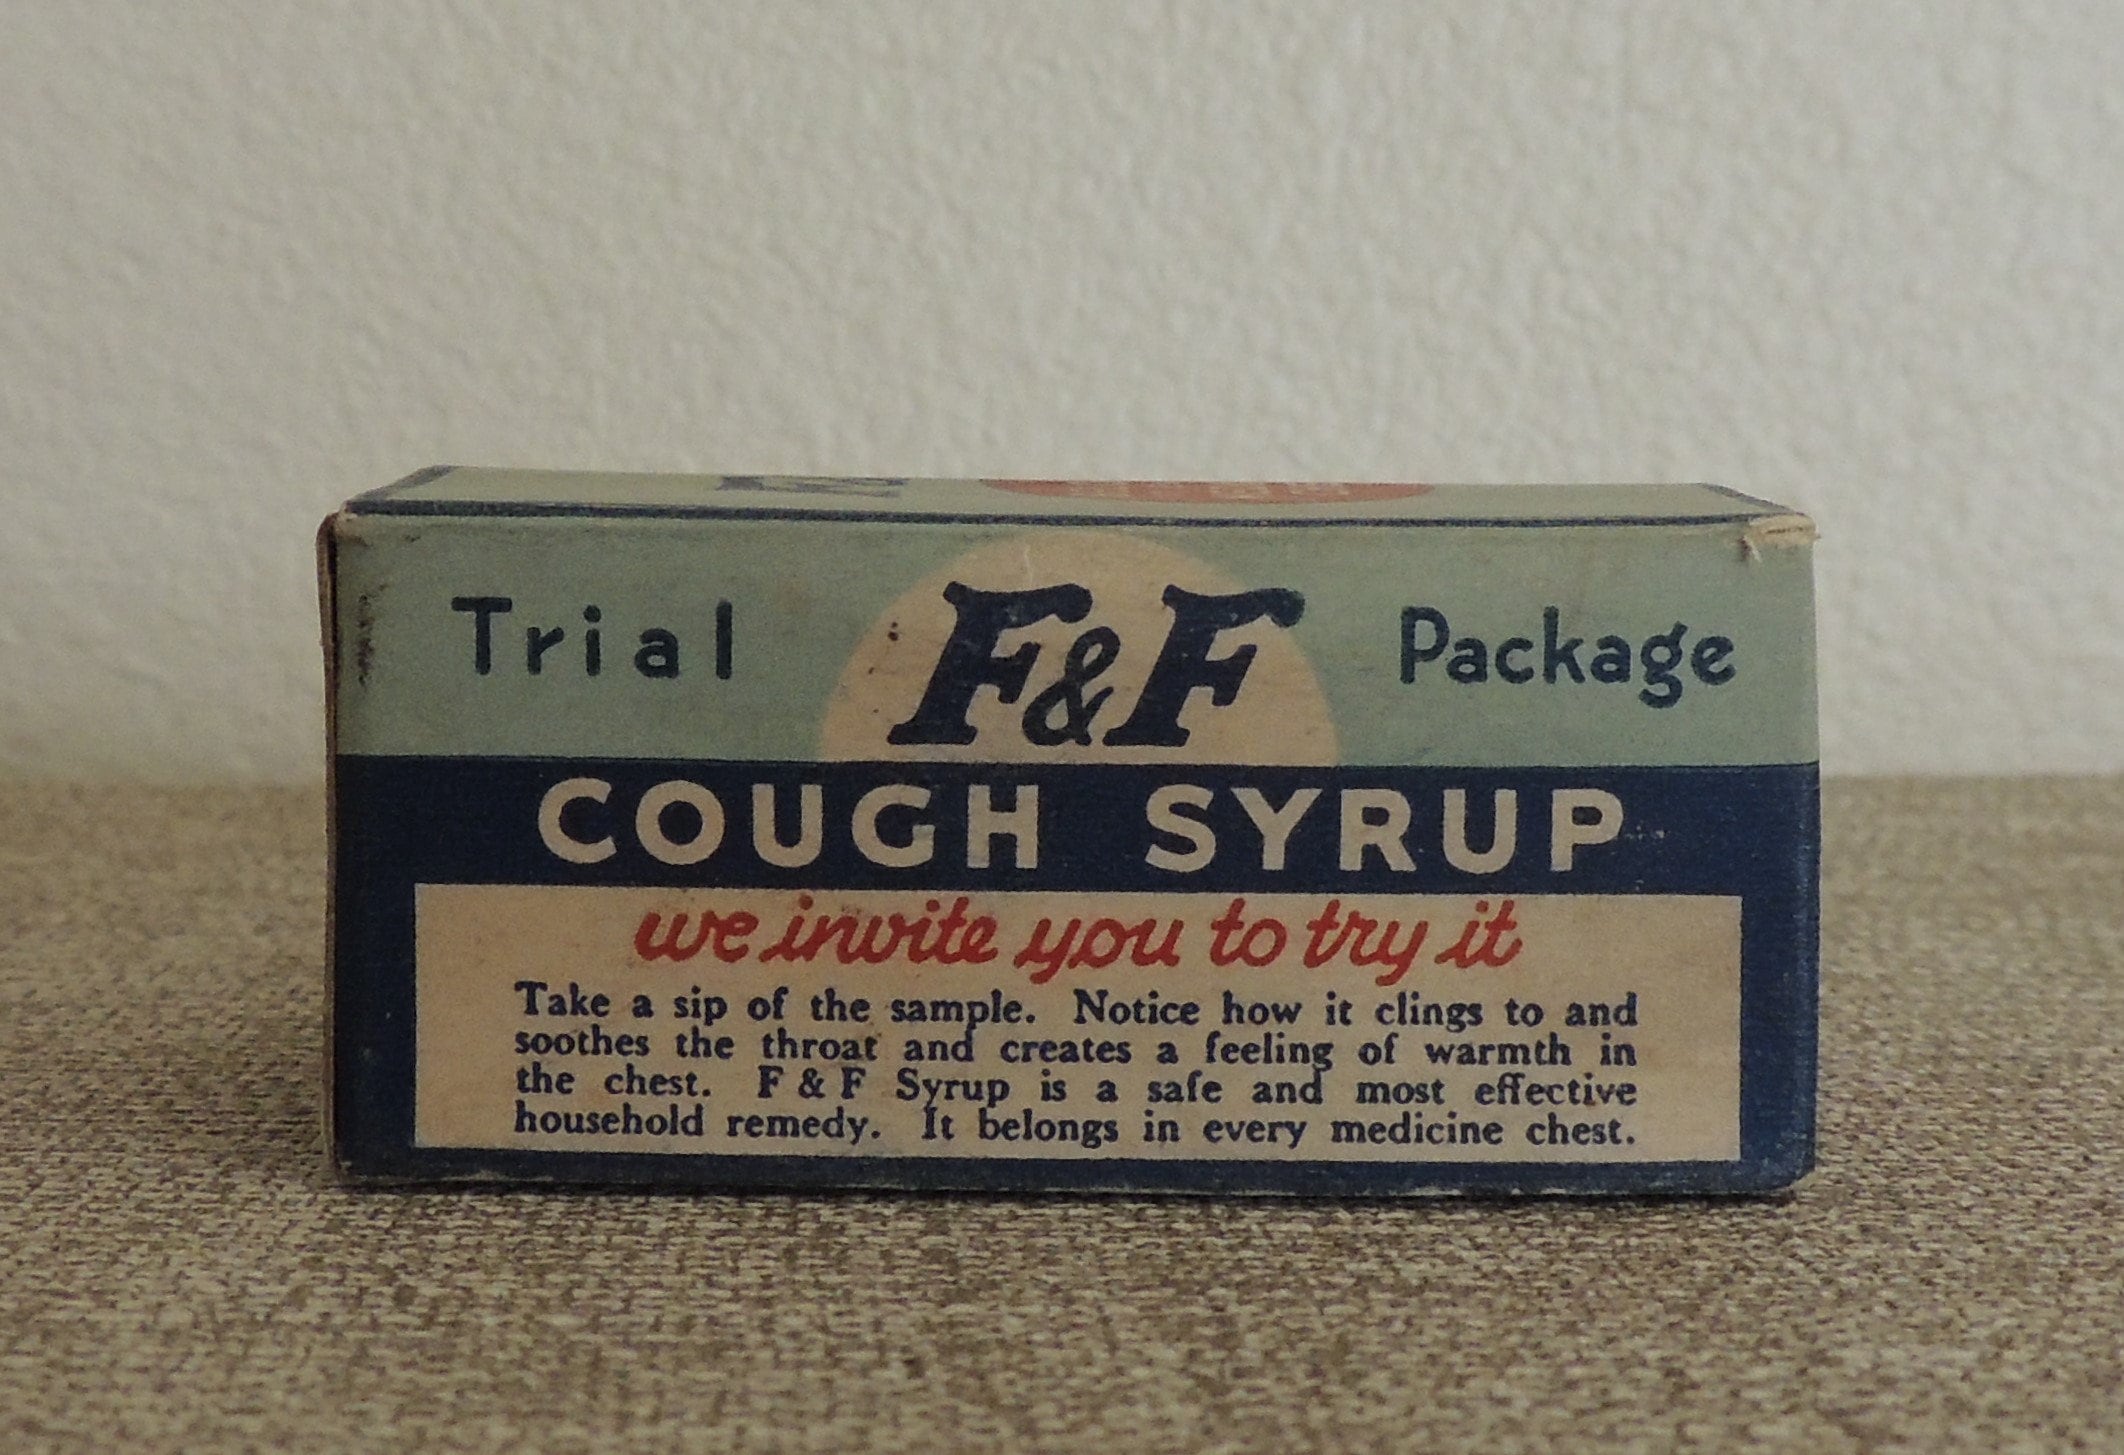 Trial F&F Package
COUGH SYRUP
we invite you to try it
Take a sip of the sample. Notice how it clings to and
soothes the throat and creates a feeling of warmth in
the chest. F & F Syrup is a safe and most effective
household remedy. It belongs in every medicine chest.